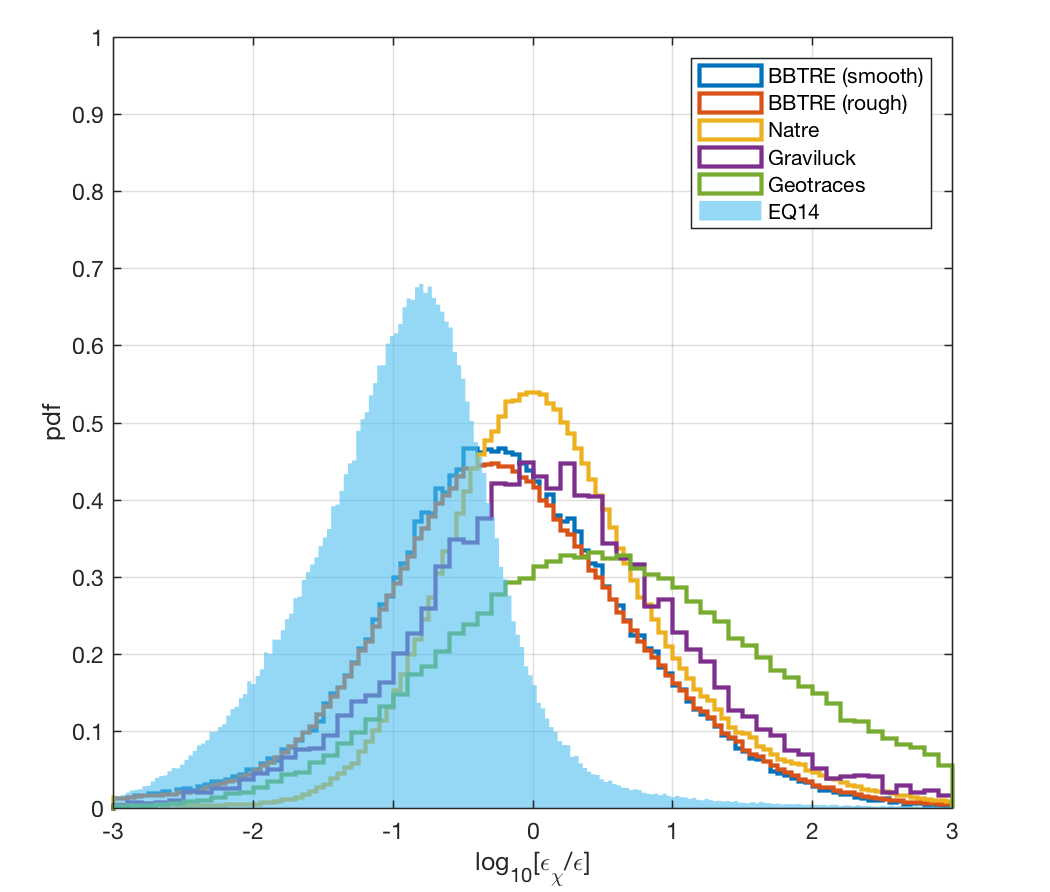 1
0.9
0.8
0.7
0.6
0.5
0.4
0.3
0.2
0.1
0
pdf
BBTRE (smooth)
BBTRE (rough)
Natre
Graviluck
Geotraces
EQ14
-3 -2 -1 0 1 2 3
log10[ϵχ/ϵ]